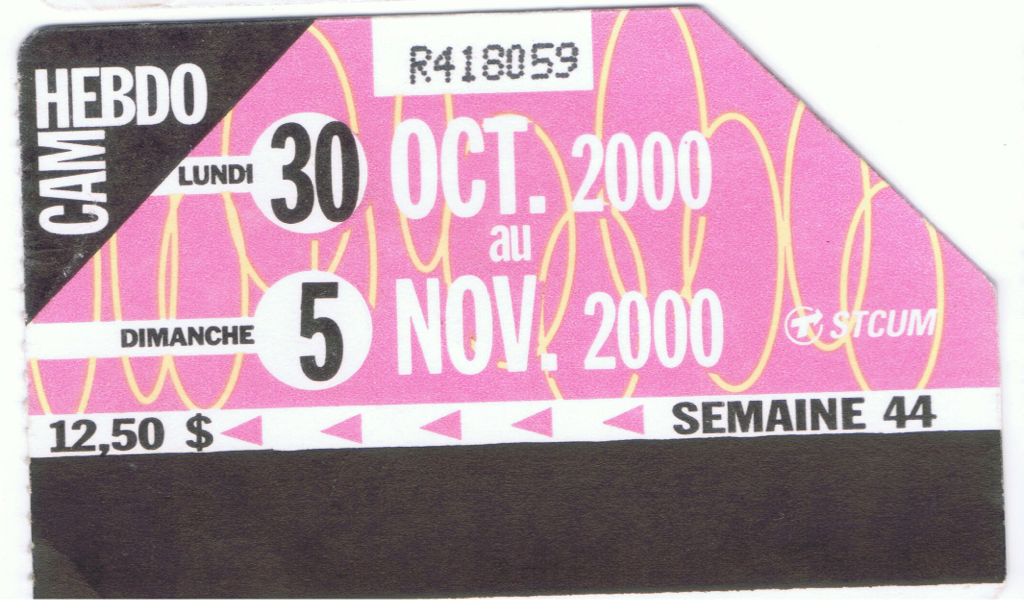 CAM
HEBDO
R418059
LUNDI 30 OCT. 2000
au
DIMANCHE 5 NOV. 2000
STCUM
12,50 $ SEMAINE 44